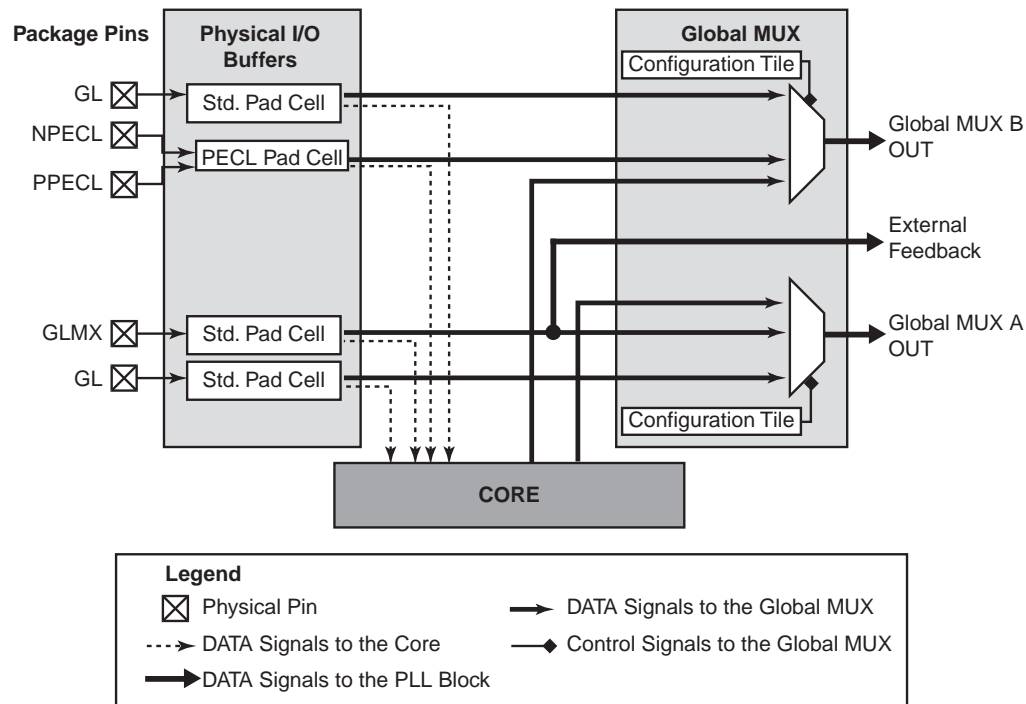 Package Pins
Physical I/O
Buffers
Global MUX
Configuration Tile
GL
Std. Pad Cell
NPECL
PECL Pad Cell
PPECL
Global MUX B
OUT
External
Feedback
GLMX
Std. Pad Cell
Global MUX A
OUT
GL
Std. Pad Cell
Configuration Tile
CORE
Legend
Physical Pin
DATA Signals to the Global MUX
DATA Signals to the Core
Control Signals to the Global MUX
DATA Signals to the PLL Block